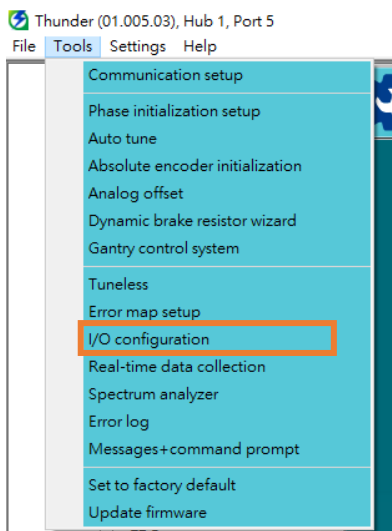 Thunder (01.005.03), Hub 1, Port 5
File Tools Settings Help
Communication setup
Phase initialization setup
Auto tune
Absolute encoder initialization
Analog offset
Dynamic brake resistor wizard
Gantry control system
Tuneless
Error map setup
I/O configuration
Real-time data collection
Spectrum analyzer
Error log
Messages+command prompt
Set to factory default
Update firmware